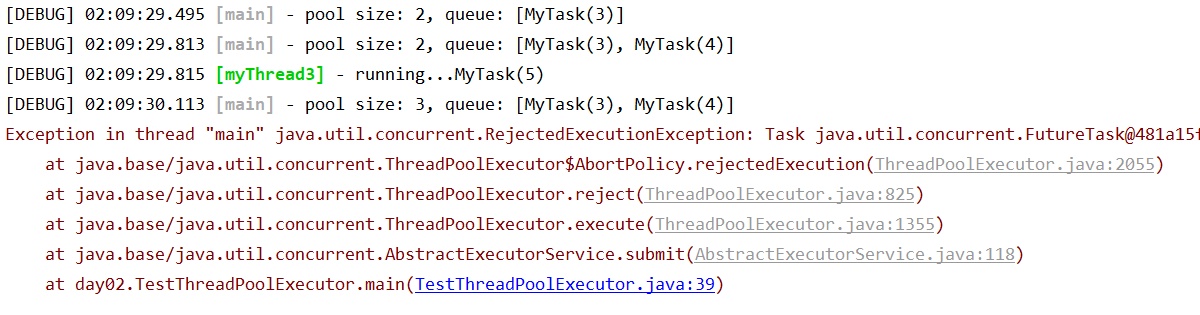 [DEBUG] 02:09:29.495 [main] - pool size: 2, queue: [MyTask(3)]
[DEBUG] 02:09:29.813 [main] - pool size: 2, queue: [MyTask(3), MyTask(4)]
[DEBUG] 02:09:29.815 [myThread3] - running...MyTask(5)
[DEBUG] 02:09:30.113 [main] - pool size: 3, queue: [MyTask(3), MyTask(4)]
Exception in thread "main" java.util.concurrent.RejectedExecutionException: Task java.util.concurrent.FutureTask@481a15f
at java.base/java.util.concurrent.ThreadPoolExecutor$AbortPolicy.rejectedExecution(ThreadPoolExecutor.java:2055)
at java.base/java.util.concurrent.ThreadPoolExecutor.reject(ThreadPoolExecutor.java:825)
at java.base/java.util.concurrent.ThreadPoolExecutor.execute(ThreadPoolExecutor.java:1355)
at java.base/java.util.concurrent.AbstractExecutorService.submit(AbstractExecutorService.java:118)
at day02.TestThreadPoolExecutor.main(TestThreadPoolExecutor.java:39)